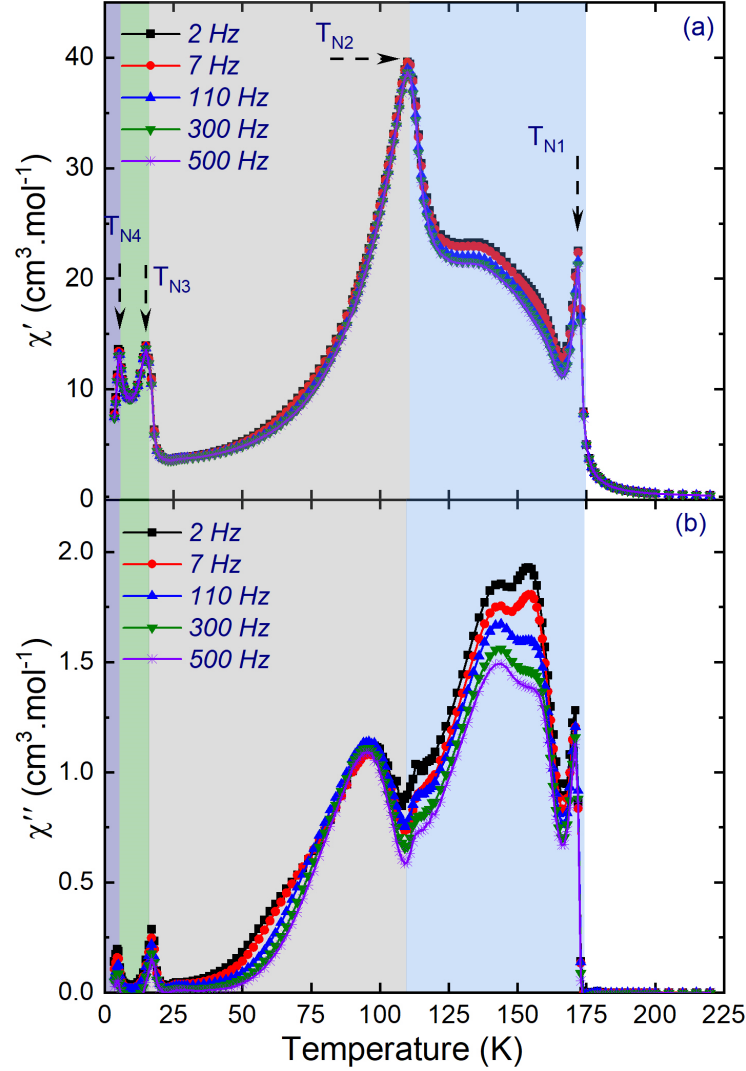 (a)
2 Hz
7 Hz
110 Hz
300 Hz
500 Hz
T_N2
T_N1
T_N4
T_N3
40
30
20
10
0
χ′ (cm³.mol⁻¹)
(b)
2 Hz
7 Hz
110 Hz
300 Hz
500 Hz
2.0
1.5
1.0
0.5
0.0
χ′′ (cm³.mol⁻¹)
0 25 50 75 100 125 150 175 200 225
Temperature (K)